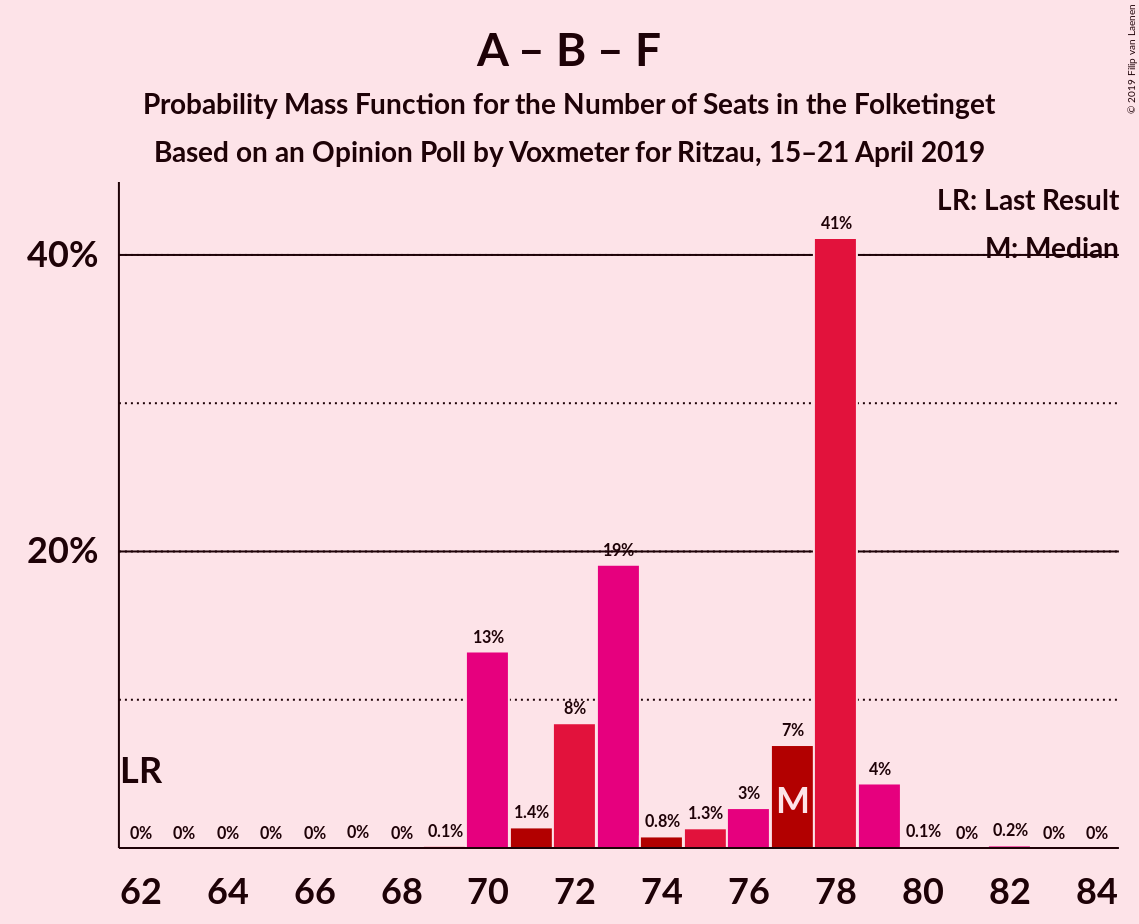 A – B – F
Probability Mass Function for the Number of Seats in the Folketinget
Based on an Opinion Poll by Voxmeter for Ritzau, 15–21 April 2019
© 2019 Filip van Laenen
LR: Last Result
M: Median
40%
20%
41%
19%
13%
8%
7%
4%
3%
1.4%
1.3%
0.8%
0.1%
0.1%
0.2%
0% 0% 0% 0% 0% 0% 0%
0% 0% 0%
LR
M
62 64 66 68 70 72 74 76 78 80 82 84